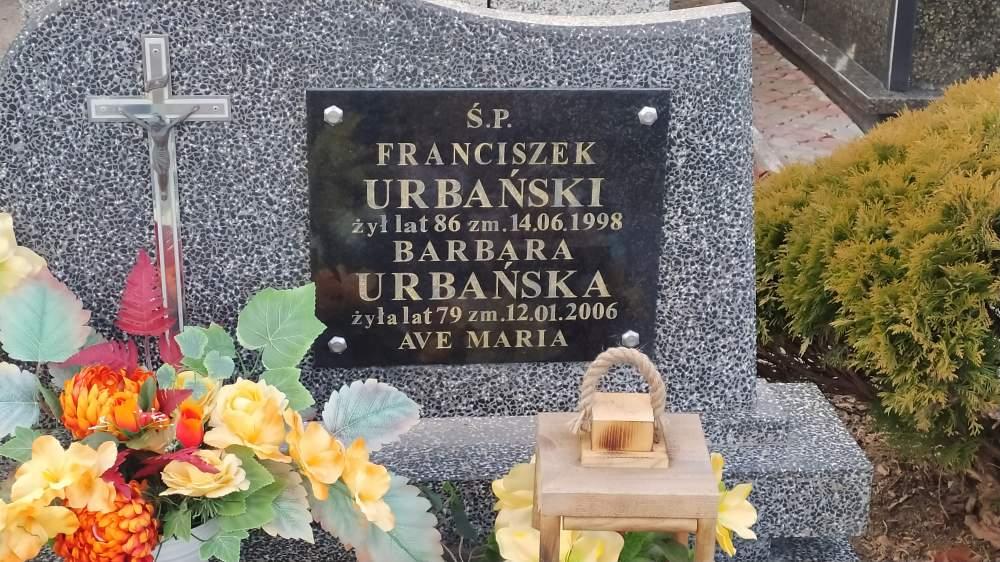 Ś.P.
FRANCISZEK
URBAŃSKI
żył lat 86 zm. 14.06.1998
BARBARA
URBAŃSKA
żyła lat 79 zm. 12.01.2006
AVE MARIA